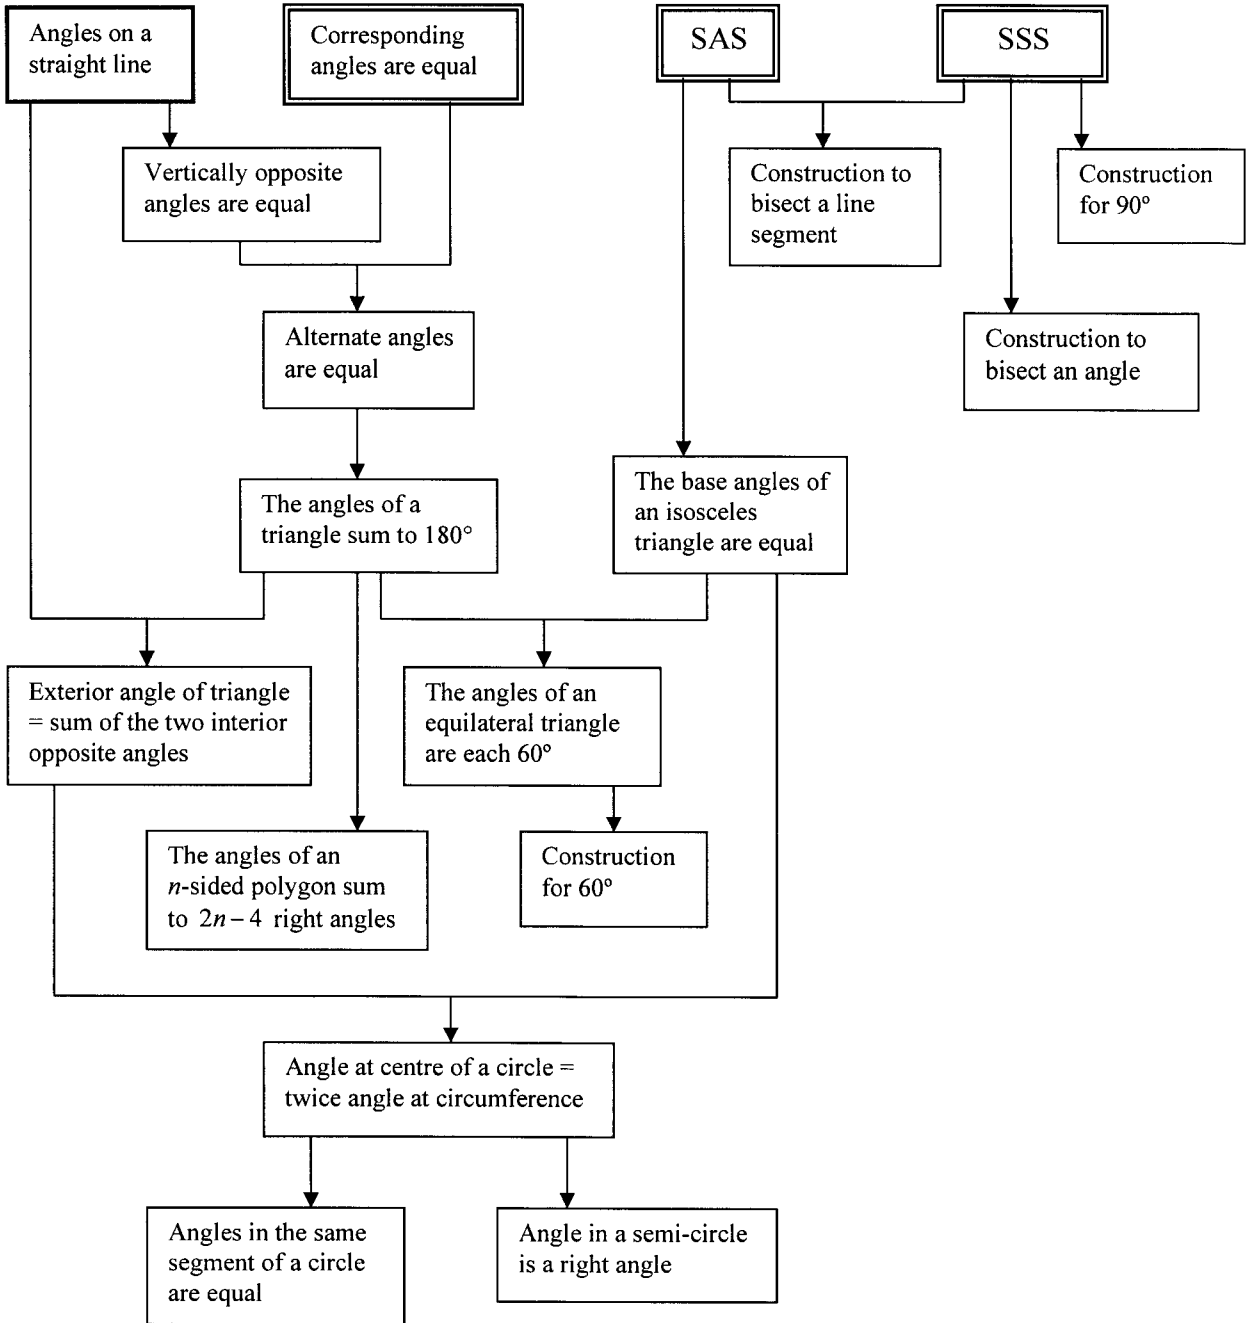 Angles on a
straight line
Corresponding
angles are equal
SAS
SSS
Vertically opposite
angles are equal
Construction to
bisect a line
segment
Construction
for 90º
Alternate angles
are equal
Construction to
bisect an angle
The angles of a
triangle sum to 180°
The base angles of
an isosceles
triangle are equal
Exterior angle of triangle
= sum of the two interior
opposite angles
The angles of an
equilateral triangle
are each 60º
The angles of an
n-sided polygon sum
to 2n – 4 right angles
Construction
for 60º
Angle at centre of a circle =
twice angle at circumference
Angles in the same
segment of a circle
are equal
Angle in a semi-circle
is a right angle